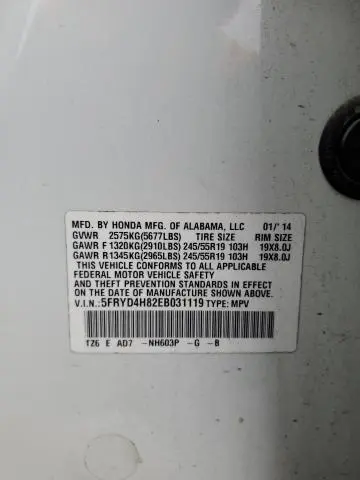 MFD. BY HONDA MFG. OF ALABAMA, LLC 01/'14
GVWR 2575KG(5677LBS) TIRE SIZE RIM SIZE
GAWR F 1320KG(2910LBS) 245/55R19 103H 19X8.0J
GAWR R 1345KG(2965LBS) 245/55R19 103H 19X8.0J
THIS VEHICLE CONFORMS TO ALL APPLICABLE
FEDERAL MOTOR VEHICLE SAFETY
AND THEFT PREVENTION STANDARDS IN EFFECT
ON THE DATE OF MANUFACTURE SHOWN ABOVE.
V.I.N.: 5FRYD4H82EB031119 TYPE: MPV
TZ6 E AD7 -NH603P -G -B